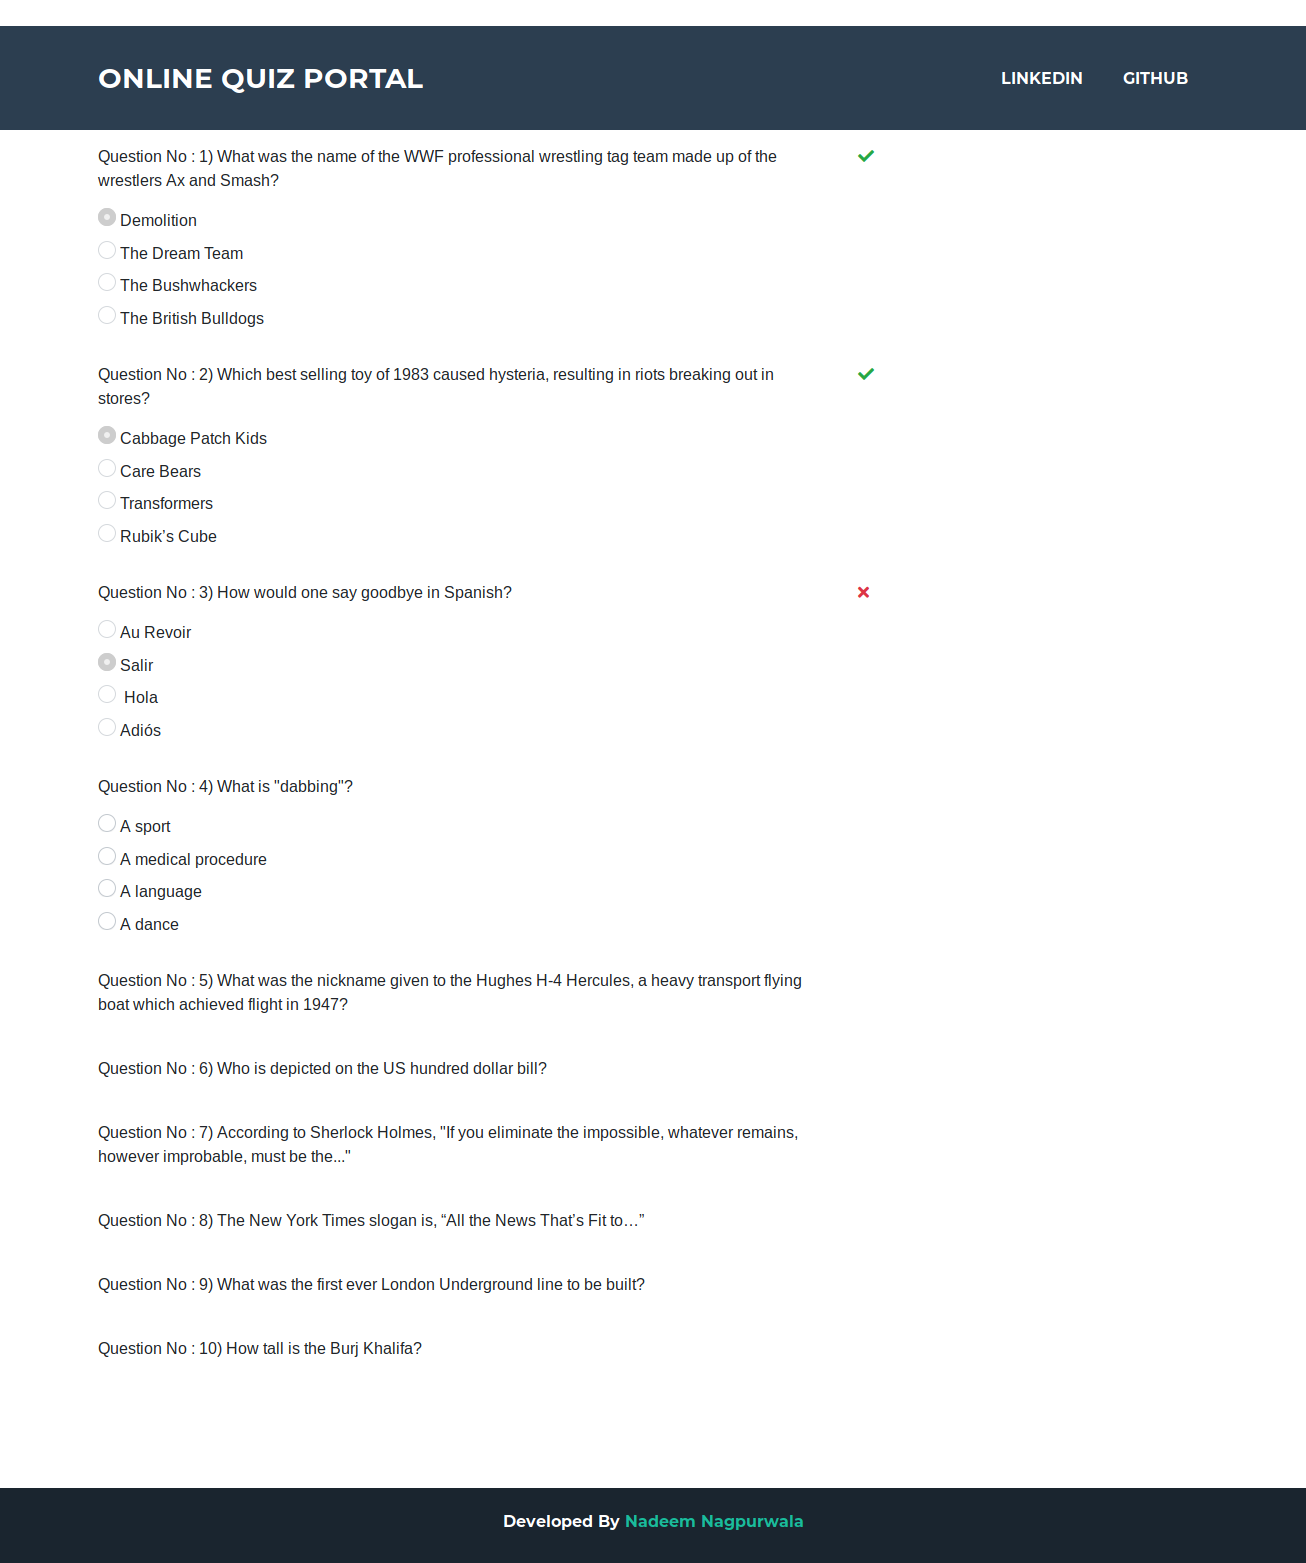 ONLINE QUIZ PORTAL
LINKEDIN
GITHUB
Question No : 1) What was the name of the WWF professional wrestling tag team made up of the
wrestlers Ax and Smash?
Demolition
The Dream Team
The Bushwhackers
The British Bulldogs
Question No : 2) Which best selling toy of 1983 caused hysteria, resulting in riots breaking out in
stores?
Cabbage Patch Kids
Care Bears
Transformers
Rubik’s Cube
Question No : 3) How would one say goodbye in Spanish?
Au Revoir
Salir
Hola
Adiós
Question No : 4) What is "dabbing"?
A sport
A medical procedure
A language
A dance
Question No : 5) What was the nickname given to the Hughes H-4 Hercules, a heavy transport flying
boat which achieved flight in 1947?
Question No : 6) Who is depicted on the US hundred dollar bill?
Question No : 7) According to Sherlock Holmes, "If you eliminate the impossible, whatever remains,
however improbable, must be the..."
Question No : 8) The New York Times slogan is, “All the News That’s Fit to…”
Question No : 9) What was the first ever London Underground line to be built?
Question No : 10) How tall is the Burj Khalifa?
Developed By Nadeem Nagpurwala